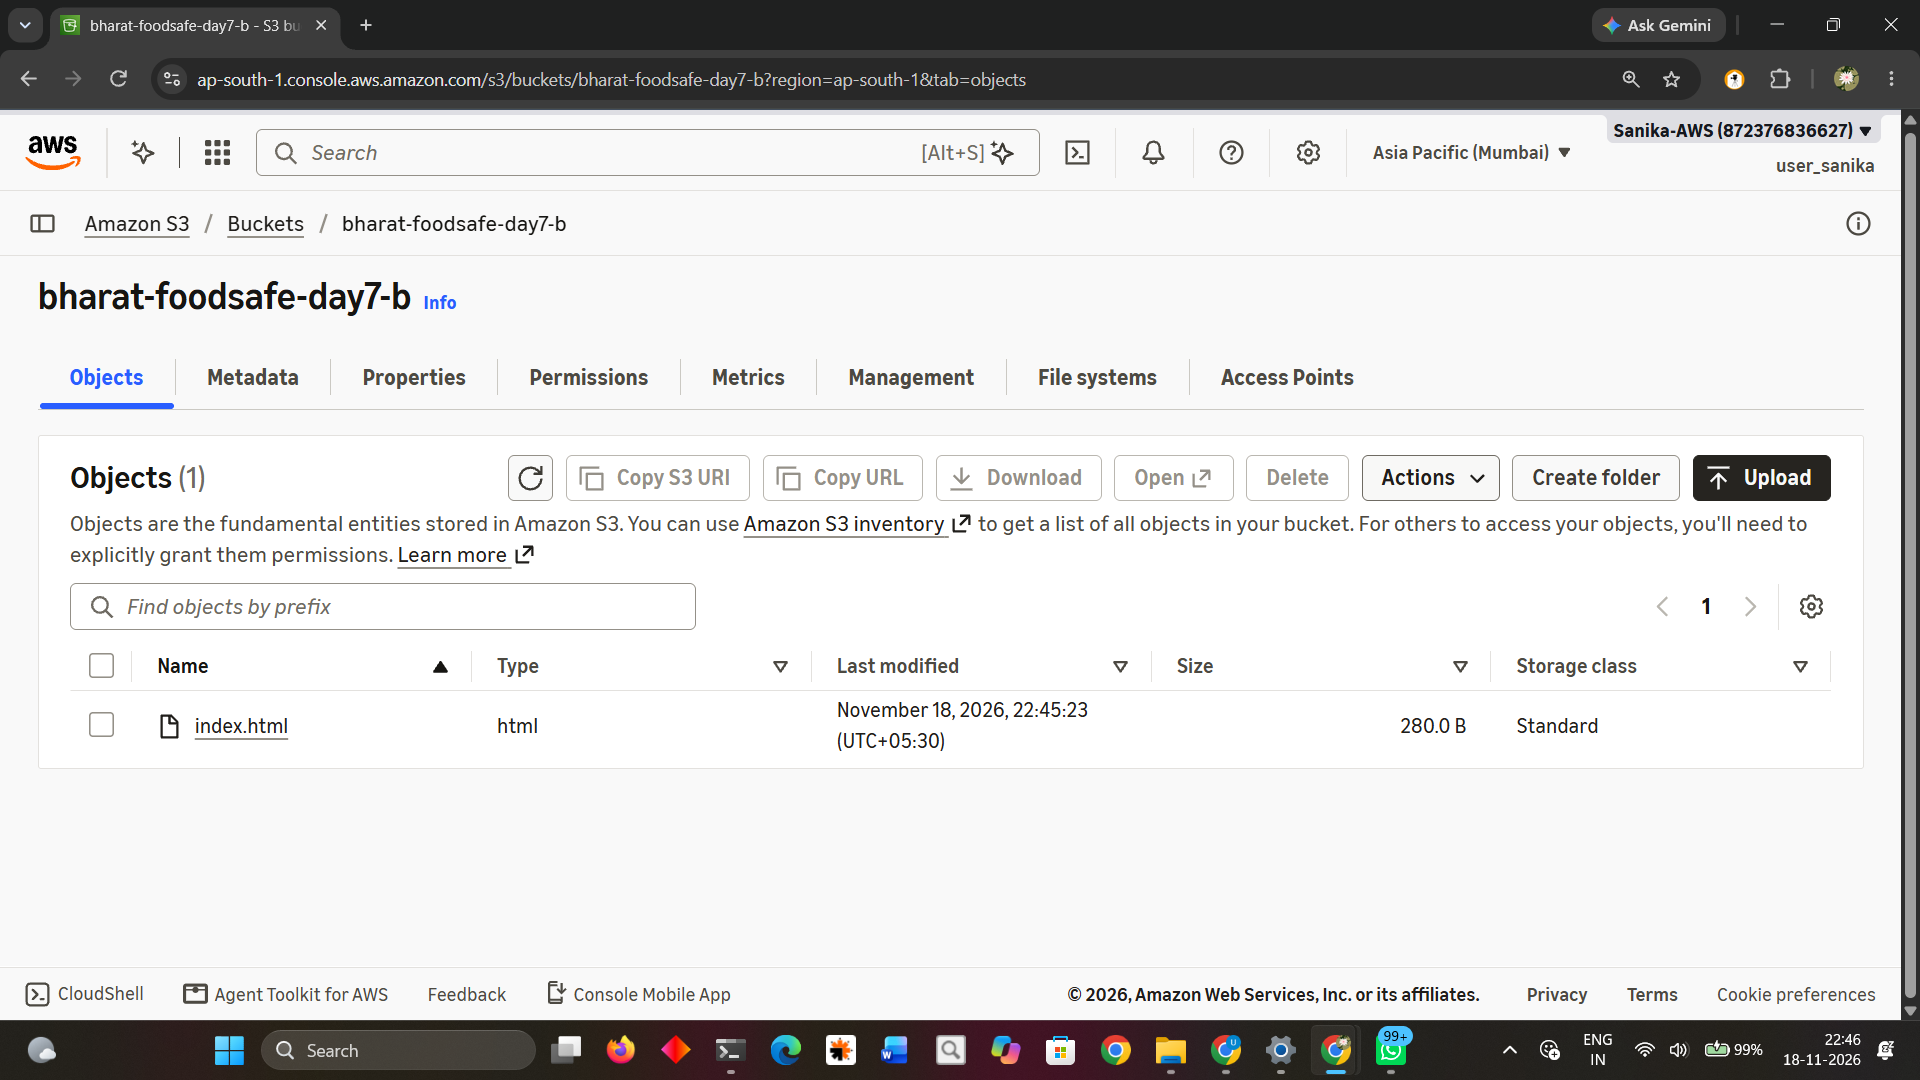 bharat-foodsafe-day7-b - S3 bu
Ask Gemini
ap-south-1.console.aws.amazon.com/s3/buckets/bharat-foodsafe-day7-b?region=ap-south-1&tab=objects
aws
Search
[Alt+S]
Asia Pacific (Mumbai)
Sanika-AWS (872376836627)
user_sanika
Amazon S3 / Buckets / bharat-foodsafe-day7-b
bharat-foodsafe-day7-b Info
Objects
Metadata
Properties
Permissions
Metrics
Management
File systems
Access Points
Objects (1)
Copy S3 URI
Copy URL
Download
Open
Delete
Actions
Create folder
Upload
Objects are the fundamental entities stored in Amazon S3. You can use Amazon S3 inventory to get a list of all objects in your bucket. For others to access your objects, you'll need to
explicitly grant them permissions. Learn more
Find objects by prefix
1
Name
Type
Last modified
Size
Storage class
index.html
html
November 18, 2026, 22:45:23
(UTC+05:30)
280.0 B
Standard
CloudShell
Agent Toolkit for AWS
Feedback
Console Mobile App
© 2026, Amazon Web Services, Inc. or its affiliates.
Privacy
Terms
Cookie preferences
Search
99+
ENG
IN
99%
22:46
18-11-2026